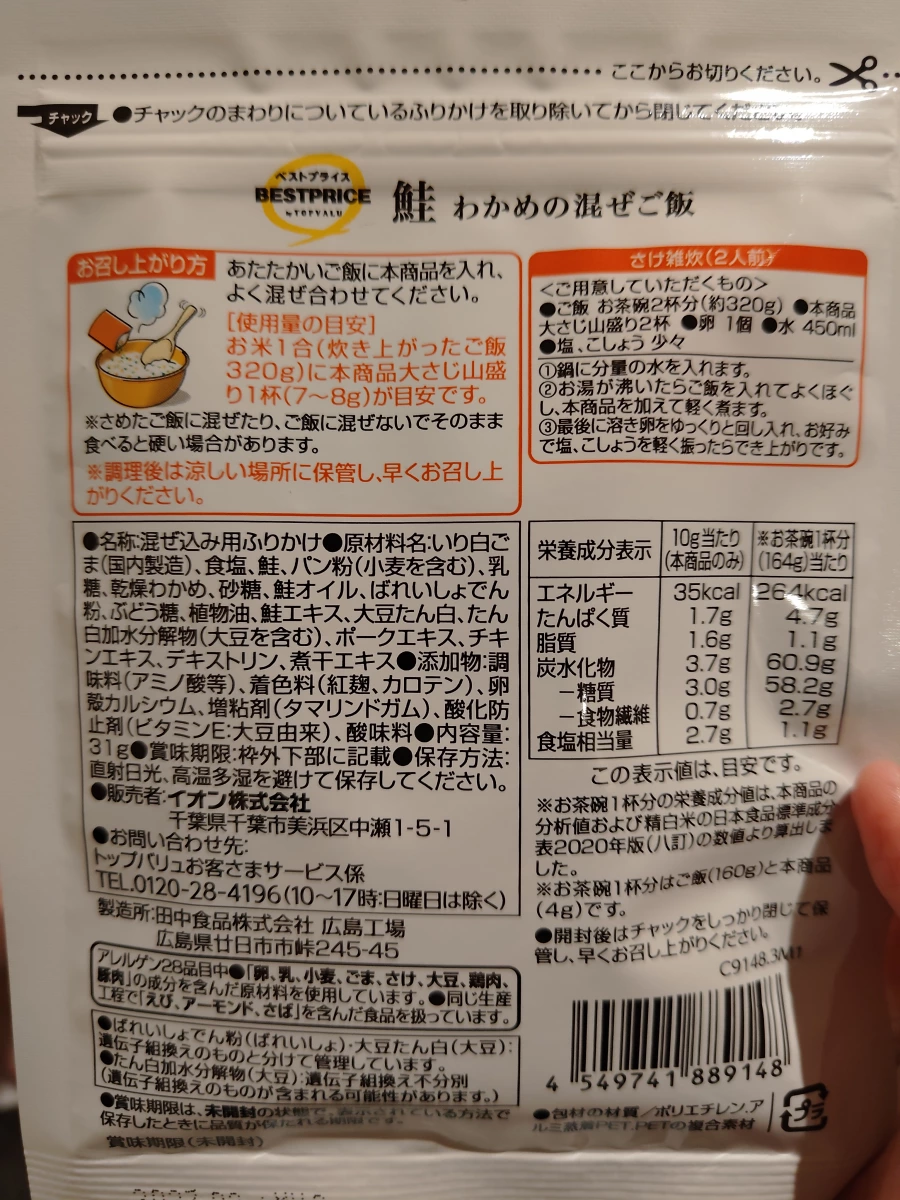 ここからお切りください。
チャック ●チャックのまわりについているふりかけを取り除いてから閉じてください。
ベストプライス
BESTPRICE
by TOPVALU
鮭 わかめの混ぜご飯
お召し上がり方
あたたかいご飯に本商品を入れ、
よく混ぜ合わせてください。
[使用量の目安]
お米1合(炊き上がったご飯
320g)に本商品大さじ山盛
り1杯(7〜8g)が目安です。
※さめたご飯に混ぜたり、ご飯に混ぜないでそのまま
食べると硬い場合があります。
※調理後は涼しい場所に保管し、早くお召し上
がりください。
さけ雑炊(2人前)
<ご用意していただくもの>
●ご飯 お茶碗2杯分(約320g) ●本商品
大さじ山盛り2杯 ●卵 1個 ●水 450ml
●塩、こしょう 少々
①鍋に分量の水を入れます。
②お湯が沸いたらご飯を入れてよくほぐ
し、本商品を加えて軽く煮ます。
③最後に溶き卵をゆっくりと回し入れ、お好み
で塩、こしょうを軽く振ったらでき上がりです。
●名称:混ぜ込み用ふりかけ●原材料名:いり白ご
ま(国内製造)、食塩、鮭、パン粉(小麦を含む)、乳
糖、乾燥わかめ、砂糖、鮭オイル、ばれいしょでん
粉、ぶどう糖、植物油、鮭エキス、大豆たん白、たん
白加水分解物(大豆を含む)、ポークエキス、チキ
ンエキス、デキストリン、煮干エキス●添加物:調
味料(アミノ酸等)、着色料(紅麹、カロテン)、卵
殻カルシウム、増粘剤(タマリンドガム)、酸化防
止剤(ビタミンE:大豆由来)、酸味料●内容量:
31g●賞味期限:枠外下部に記載●保存方法:
直射日光、高温多湿を避けて保存してください。
●販売者:イオン株式会社
千葉県千葉市美浜区中瀬1-5-1
●お問い合わせ先:
トップバリュお客さまサービス係
TEL.0120-28-4196(10〜17時:日曜日は除く)
製造所:田中食品株式会社 広島工場
広島県廿日市市峠245-45
アレルゲン28品目中●「卵、乳、小麦、ごま、さけ、大豆、鶏肉、
豚肉」の成分を含んだ原材料を使用しています。●同じ生産
工程で「えび、アーモンド、さば」を含んだ食品を扱っています。
●ばれいしょでん粉(ばれいしょ)・大豆たん白(大豆):
遺伝子組換えのものと分けて管理しています。
●たん白加水分解物(大豆):遺伝子組換え不分別
(遺伝子組換えのものが含まれる可能性があります。)
●賞味期限は、未開封の状態で、表示されている方法で
保存したときに品質が保たれる期限です。
賞味期限(未開封)
栄養成分表示 10g当たり(本商品のみ) ※お茶碗1杯分(164g)当たり
エネルギー 35kcal 264kcal
たんぱく質 1.7g 4.7g
脂質 1.6g 1.1g
炭水化物 3.7g 60.9g
−糖質 3.0g 58.2g
−食物繊維 0.7g 2.7g
食塩相当量 2.7g 1.1g
この表示値は、目安です。
※お茶碗1杯分の栄養成分値は、本商品の
分析値および精白米の日本食品標準成分
表2020年版(八訂)の数値より算出しま
した。
※お茶碗1杯分はご飯(160g)と本商品
(4g)です。
●開封後はチャックをしっかり閉じて保
管し、早くお召し上がりください。
C9148.3M1
4 549741 889148
●包材の材質/ポリエチレン、ア
ルミ蒸着PET、PETの複合素材
プラ